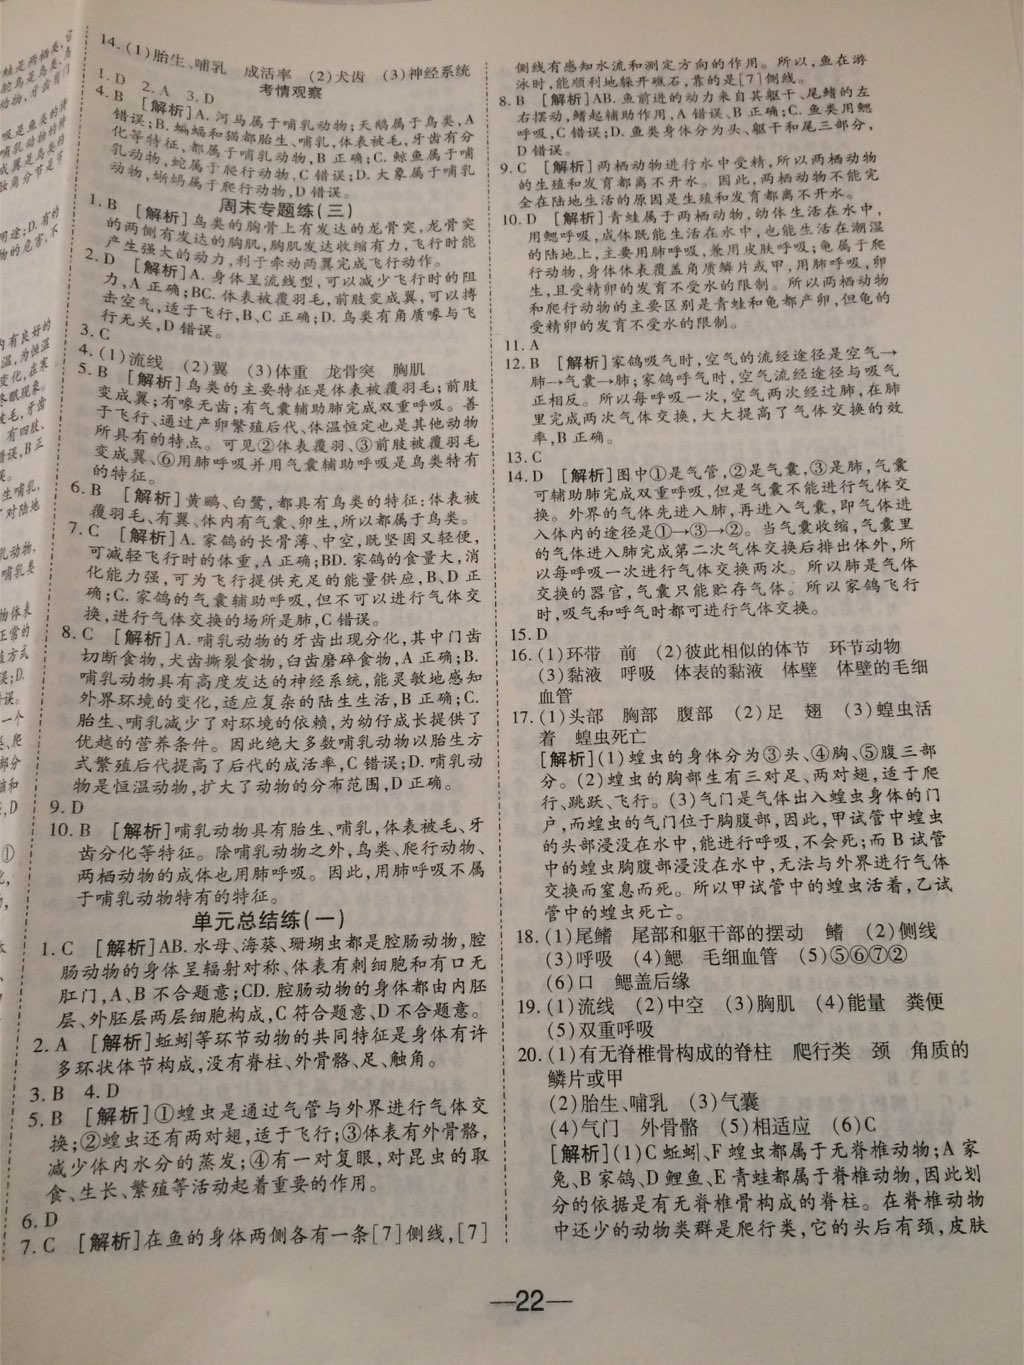 14.(1)胎生、哺乳　成活率　(2)犬齿　(3)神经系统
考情观察
1. D　2. A　3. D
4. B　[解析]A. 河马属于哺乳动物;天鹅属于鸟类,A
错误;B. 蝙蝠和猫都胎生、哺乳,体表被毛,牙齿有分
化等特征,都属于哺乳动物,B 正确;C. 鲸鱼属于哺
乳动物,蛇属于爬行动物,C 错误;D. 大象属于哺乳
动物,蜥蜴属于爬行动物,D 错误。
周末专题练(三)
1. B　[解析]鸟类的胸骨上有发达的龙骨突,龙骨突
的两侧有发达的胸肌,胸肌发达收缩有力,飞行时能
产生强大的动力,利于牵动两翼完成飞行动作。
2. D　[解析]A. 身体呈流线型,可以减少飞行时的阻
力,A 正确;BC. 体表被覆羽毛,前肢变成翼,可以搏
击空气,适于飞行,B、C 正确;D. 鸟类有角质喙与飞
行无关,D 错误。
3. C
4. (1)流线　(2)翼　(3)体重　龙骨突　胸肌
5. B　[解析]鸟类的主要特征是体表被覆羽毛;前肢
变成翼;有喙无齿;有气囊辅助肺完成双重呼吸。善
于飞行、通过产卵繁殖后代、体温恒定也是其他动物
所具有的特点。可见②体表覆羽、③前肢被覆羽毛
变成翼、⑥用肺呼吸并用气囊辅助呼吸是鸟类特有
的特征。
6. B　[解析]黄鹂、白鹭,都具有鸟类的特征:体表被
覆羽毛、有翼、体内有气囊、卵生,所以都属于鸟类。
7. C　[解析]A. 家鸽的长骨薄、中空,既坚固又轻便,
可减轻飞行时的体重,A 正确;BD. 家鸽的食量大,消
化能力强,可为飞行提供充足的能量供应,B、D 正
确;C. 家鸽的气囊辅助呼吸,但不可以进行气体交
换,进行气体交换的场所是肺,C 错误。
8. C　[解析]A. 哺乳动物的牙齿出现分化,其中门齿
切断食物,犬齿撕裂食物,臼齿磨碎食物,A 正确;B.
哺乳动物具有高度发达的神经系统,能灵敏地感知
外界环境的变化,适应复杂的陆生生活,B 正确;C.
胎生、哺乳减少了对环境的依赖,为幼仔成长提供了
优越的营养条件。因此绝大多数哺乳动物以胎生方
式繁殖后代提高了后代的成活率,C 错误;D. 哺乳动
物是恒温动物,扩大了动物的分布范围,D 正确。
9. D
10. B　[解析]哺乳动物具有胎生、哺乳,体表被毛、牙
齿分化等特征。除哺乳动物之外,鸟类、爬行动物、
两栖动物的成体也用肺呼吸。因此,用肺呼吸不属
于哺乳动物特有的特征。
单元总结练(一)
1. C　[解析]AB. 水母、海葵、珊瑚虫都是腔肠动物,腔
肠动物的身体呈辐射对称、体表有刺细胞和有口无
肛门,A、B 不合题意;CD. 腔肠动物的身体都由内胚
层、外胚层两层细胞构成,C 符合题意、D 不合题意。
2. A　[解析]蚯蚓等环节动物的共同特征是身体有许
多环状体节构成,没有脊柱、外骨骼、足、触角。
3. B　4. D
5. B　[解析]①蝗虫是通过气管与外界进行气体交
换;②蝗虫还有两对翅,适于飞行;③体表有外骨骼,
减少体内水分的蒸发;④有一对复眼,对昆虫的取
食、生长、繁殖等活动起着重要的作用。
6. D
7. C　[解析]在鱼的身体两侧各有一条[7]侧线,[7]
侧线有感知水流和测定方向的作用。所以,鱼在游
泳时,能顺利地躲开礁石,靠的是[7]侧线。
8. B　[解析]AB. 鱼前进的动力来自其躯干、尾鳍的左
右摆动,鳍起辅助作用,A 错误、B 正确;C. 鱼类用鳃
呼吸,C 错误;D. 鱼类身体分为头、躯干和尾三部分,
D 错误。
9. C　[解析]两栖动物进行水中受精,所以两栖动物
的生殖和发育都离不开水。因此,两栖动物不能完
全在陆地生活的原因是生殖和发育都离不开水。
10. D　[解析]青蛙属于两栖动物,幼体生活在水中,
用鳃呼吸,成体既能生活在水中,也能生活在潮湿
的陆地上,主要用肺呼吸,兼用皮肤呼吸;龟属于爬
行动物,身体体表覆盖角质鳞片或甲,用肺呼吸,卵
生,且受精卵的发育不受水的限制。所以两栖动物
和爬行动物的主要区别是青蛙和龟都产卵,但龟的
受精卵的发育不受水的限制。
11. A
12. B　[解析]家鸽吸气时,空气的流经途径是空气→
肺→气囊→肺;家鸽呼气时,空气流经途径与吸气
正相反。所以每呼吸一次,空气两次经过肺,在肺
里完成两次气体交换,大大提高了气体交换的效
率,B 正确。
13. C
14. D　[解析]图中①是气管,②是气囊,③是肺,气囊
可辅助肺完成双重呼吸,但是气囊不能进行气体交
换。外界的气体先进入肺,再进入气囊,即气体进
入体内的途径是①→③→②。当气囊收缩,气囊里
的气体进入肺完成第二次气体交换后排出体外,所
以每呼吸一次进行气体交换两次。所以肺是气体
交换的器官,气囊只能贮存气体。所以家鸽飞行
时,吸气和呼气时都可进行气体交换。
15. D
16. (1)环带　前　(2)彼此相似的体节　环节动物
(3)黏液　呼吸　体表的黏液　体壁　体壁的毛细
血管
17. (1)头部　胸部　腹部　(2)足　翅　(3)蝗虫活
着　蝗虫死亡
[解析](1)蝗虫的身体分为③头、④胸、⑤腹三部
分。(2)蝗虫的胸部生有三对足、两对翅,适于爬
行、跳跃、飞行。(3)气门是气体出入蝗虫身体的门
户,而蝗虫的气门位于胸腹部,因此,甲试管中蝗虫
的头部浸没在水中,能进行呼吸,不会死;而 B 试管
中的蝗虫胸腹部浸没在水中,无法与外界进行气体
交换而窒息而死。所以甲试管中的蝗虫活着,乙试
管中的蝗虫死亡。
18. (1)尾鳍　尾部和躯干部的摆动　鳍　(2)侧线
(3)呼吸　(4)鳃　毛细血管　(5)⑤⑥⑦②
(6)口　鳃盖后缘
19. (1)流线　(2)中空　(3)胸肌　(4)能量　粪便
(5)双重呼吸
20. (1)有无脊椎骨构成的脊柱　爬行类　颈　角质的
鳞片或甲
(2)胎生、哺乳　(3)气囊
(4)气门　外骨骼　(5)相适应　(6)C
[解析](1)C 蚯蚓、F 蝗虫都属于无脊椎动物;A 家
兔、B 家鸽、D 鲤鱼、E 青蛙都属于脊椎动物,因此划
分的依据是有无脊椎骨构成的脊柱。在脊椎动物
中还少的动物类群是爬行类,它的头后有颈,皮肤
—22—